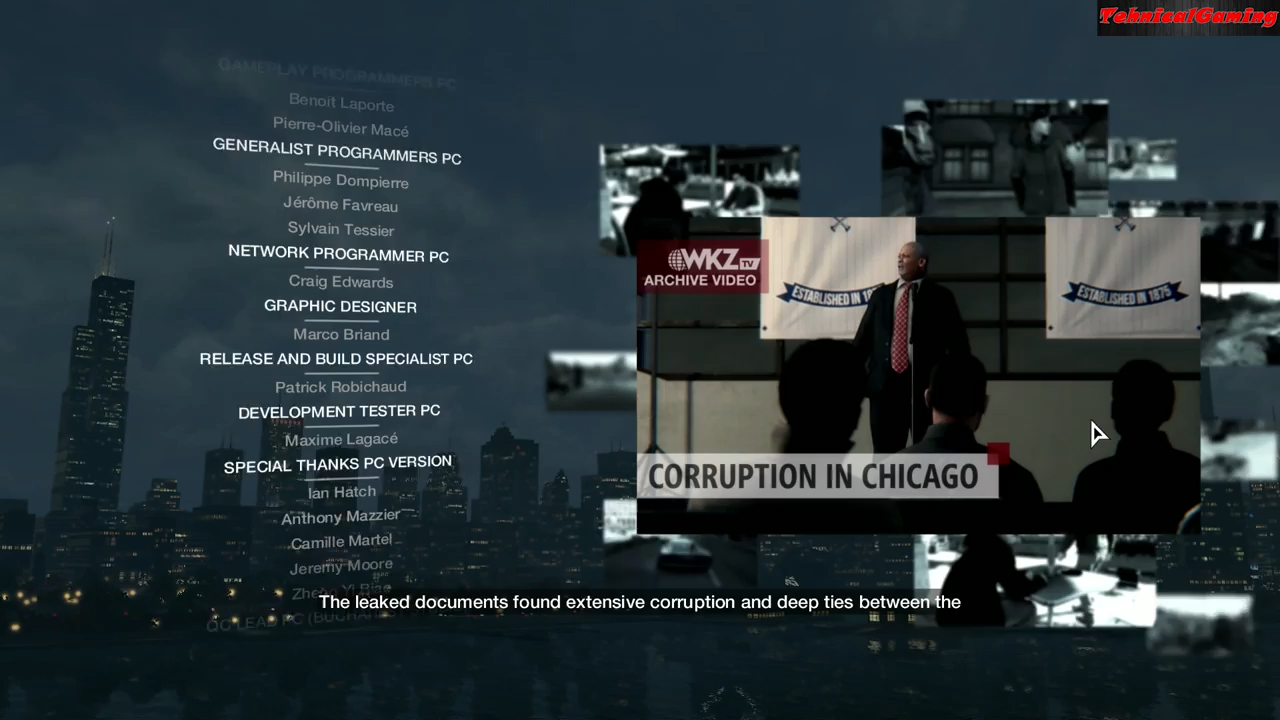 TehnicalGaming
GAMEPLAY PROGRAMMERS PC
Benoit Laporte
Pierre-Olivier Macé
GENERALIST PROGRAMMERS PC
Philippe Dompierre
Jérôme Favreau
Sylvain Tessier
NETWORK PROGRAMMER PC
Craig Edwards
GRAPHIC DESIGNER
Marco Briand
RELEASE AND BUILD SPECIALIST PC
Patrick Robichaud
DEVELOPMENT TESTER PC
Maxime Lagacé
SPECIAL THANKS PC VERSION
Ian Hatch
Anthony Mazzier
Camille Martel
Jeremy Moore
WKZ TV
ARCHIVE VIDEO
ESTABLISHED IN
ESTABLISHED IN 1875
CORRUPTION IN CHICAGO
The leaked documents found extensive corruption and deep ties between the
QC LEAD PC